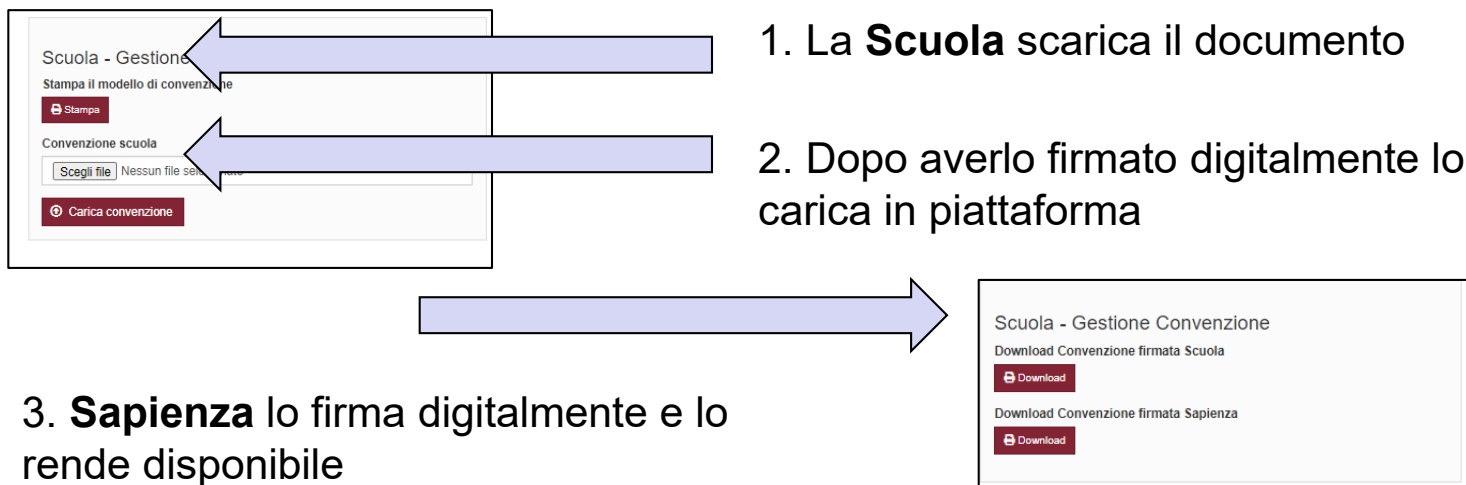 Scuola - Gestione
Stampa il modello di convenzione
Stampa
Convenzione scuola
Scegli file Nessun file
Carica convenzione
1. La Scuola scarica il documento
2. Dopo averlo firmato digitalmente lo
carica in piattaforma
3. Sapienza lo firma digitalmente e lo
rende disponibile
Scuola - Gestione Convenzione
Download Convenzione firmata Scuola
Download
Download Convenzione firmata Sapienza
Download